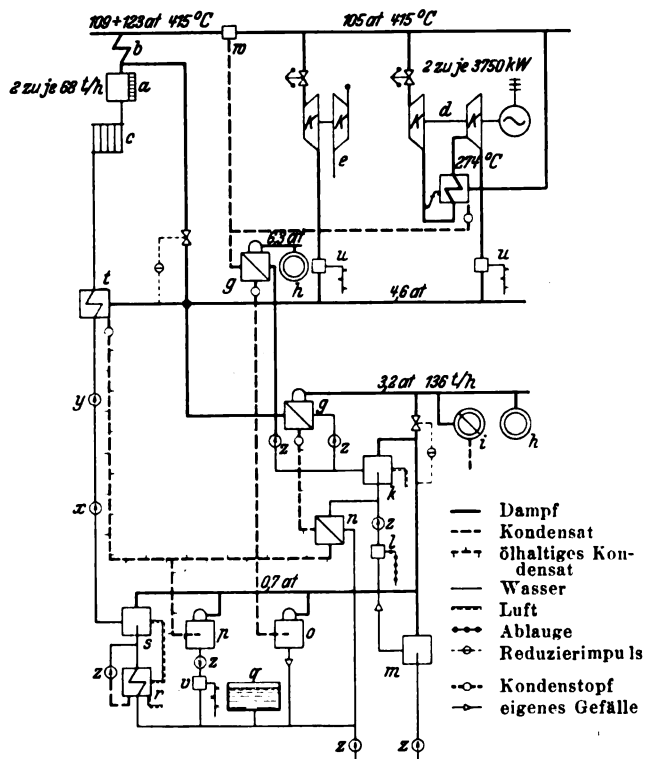 109÷123 at 415°C
105 at 415°C
b
w
2 zu je 68 t/h
a
2 zu je 3750 kW
K K
K
d
K
c
e
274°C
6,3 at
u
u
g
h
t
4,6 at
3,2 at 136 t/h
y
g
z
z
i
h
k
x
n
z
l
0,7 at
s
p
o
m
z
z
r
v
q
z
z
Dampf
Kondensat
ölhaltiges Kon-
densat
Wasser
Luft
Ablauge
Reduzierimpuls
Kondenstopf
eigenes Gefälle